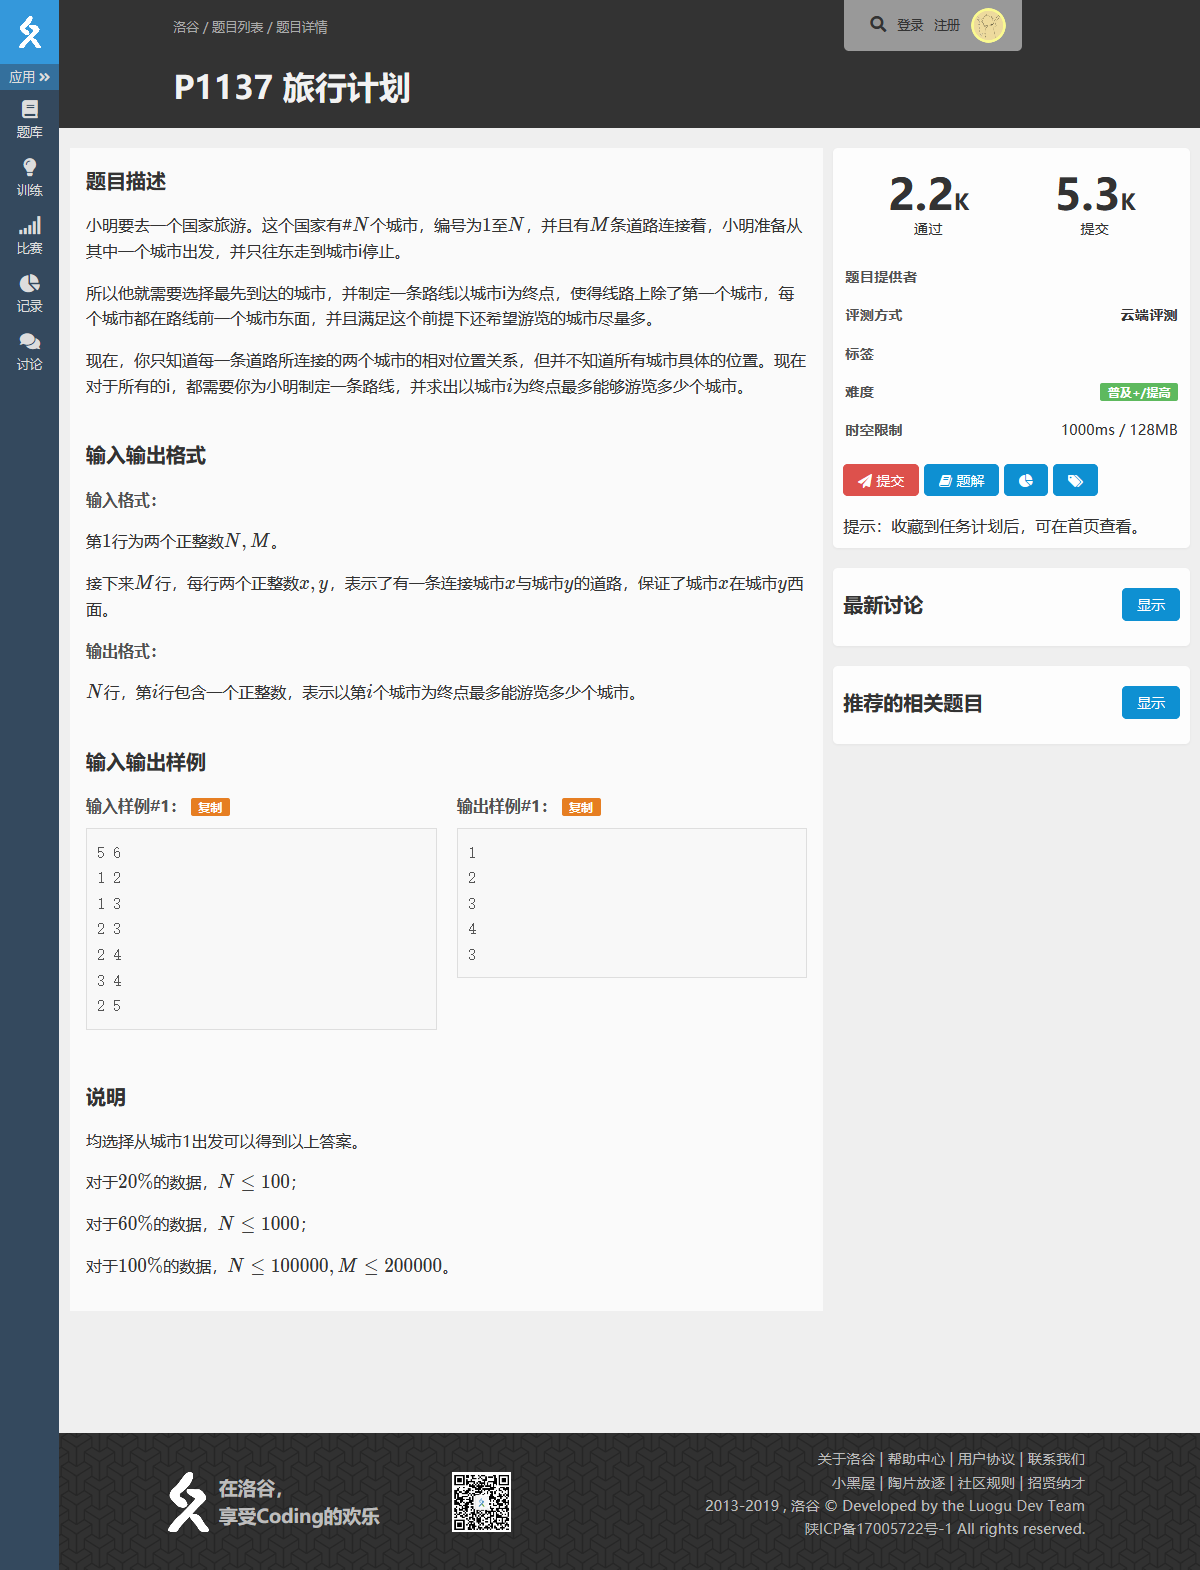 洛谷 / 题目列表 / 题目详情
登录 注册
P1137 旅行计划
应用
题库
训练
比赛
记录
讨论
题目描述
小明要去一个国家旅游。这个国家有#N个城市，编号为1至N，并且有M条道路连接着，小明准备从
其中一个城市出发，并只往东走到城市i停止。
所以他就需要选择最先到达的城市，并制定一条路线以城市i为终点，使得线路上除了第一个城市，每
个城市都在路线前一个城市东面，并且满足这个前提下还希望游览的城市尽量多。
现在，你只知道每一条道路所连接的两个城市的相对位置关系，但并不知道所有城市具体的位置。现在
对于所有的i，都需要你为小明制定一条路线，并求出以城市i为终点最多能够游览多少个城市。
输入输出格式
输入格式：
第1行为两个正整数N, M。
接下来M行，每行两个正整数x, y，表示了有一条连接城市x与城市y的道路，保证了城市x在城市y西
面。
输出格式：
N行，第i行包含一个正整数，表示以第i个城市为终点最多能游览多少个城市。
输入输出样例
输入样例#1： 复制
5 6
1 2
1 3
2 3
2 4
3 4
2 5
输出样例#1： 复制
1
2
3
4
3
说明
均选择从城市1出发可以得到以上答案。
对于20%的数据，N ≤ 100；
对于60%的数据，N ≤ 1000；
对于100%的数据，N ≤ 100000, M ≤ 200000。
2.2K 5.3K
通过 提交
题目提供者
评测方式 云端评测
标签
难度 普及+/提高
时空限制 1000ms / 128MB
提交 题解
提示：收藏到任务计划后，可在首页查看。
最新讨论 显示
推荐的相关题目 显示
在洛谷，
享受Coding的欢乐
关于洛谷 | 帮助中心 | 用户协议 | 联系我们
小黑屋 | 陶片放逐 | 社区规则 | 招贤纳才
2013-2019 , 洛谷 © Developed by the Luogu Dev Team
陕ICP备17005722号-1 All rights reserved.